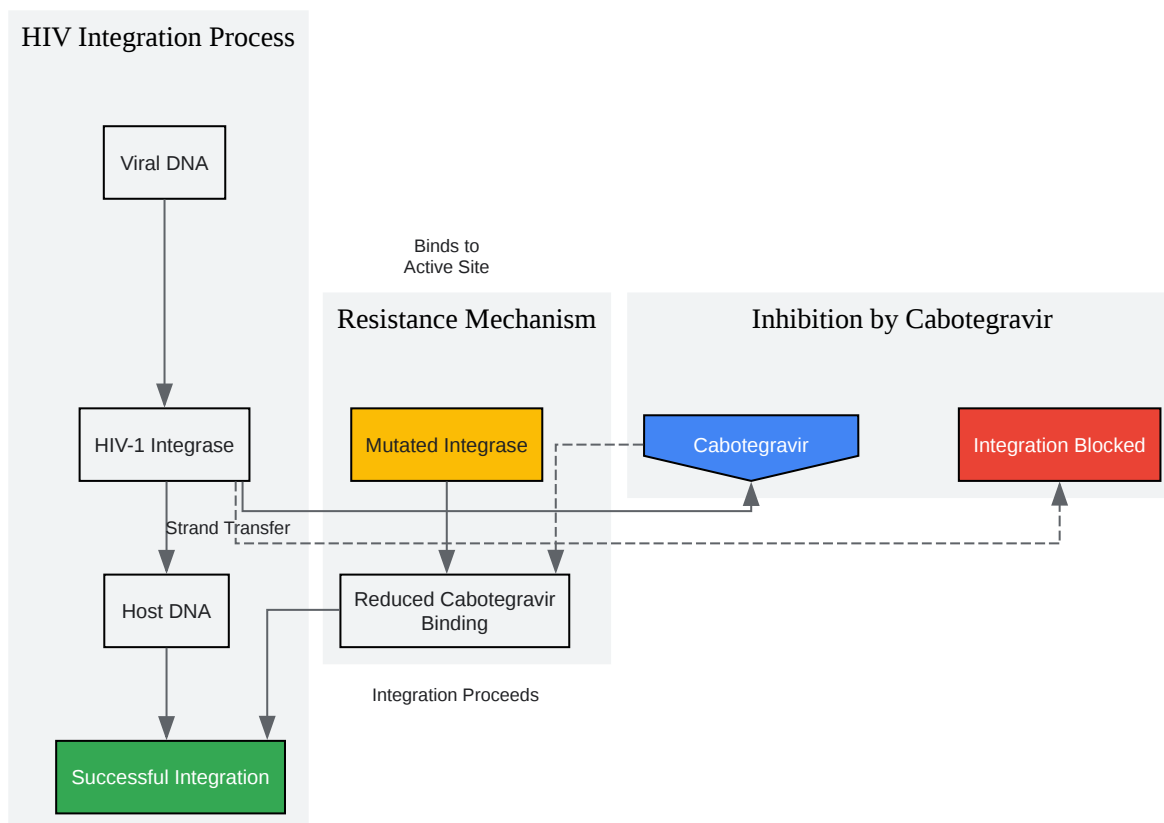 HIV Integration Process
Viral DNA
Binds to
Active Site
Resistance Mechanism
Inhibition by Cabotegravir
HIV-1 Integrase
Mutated Integrase
Cabotegravir
Integration Blocked
Strand Transfer
Host DNA
Reduced Cabotegravir
Binding
Integration Proceeds
Successful Integration